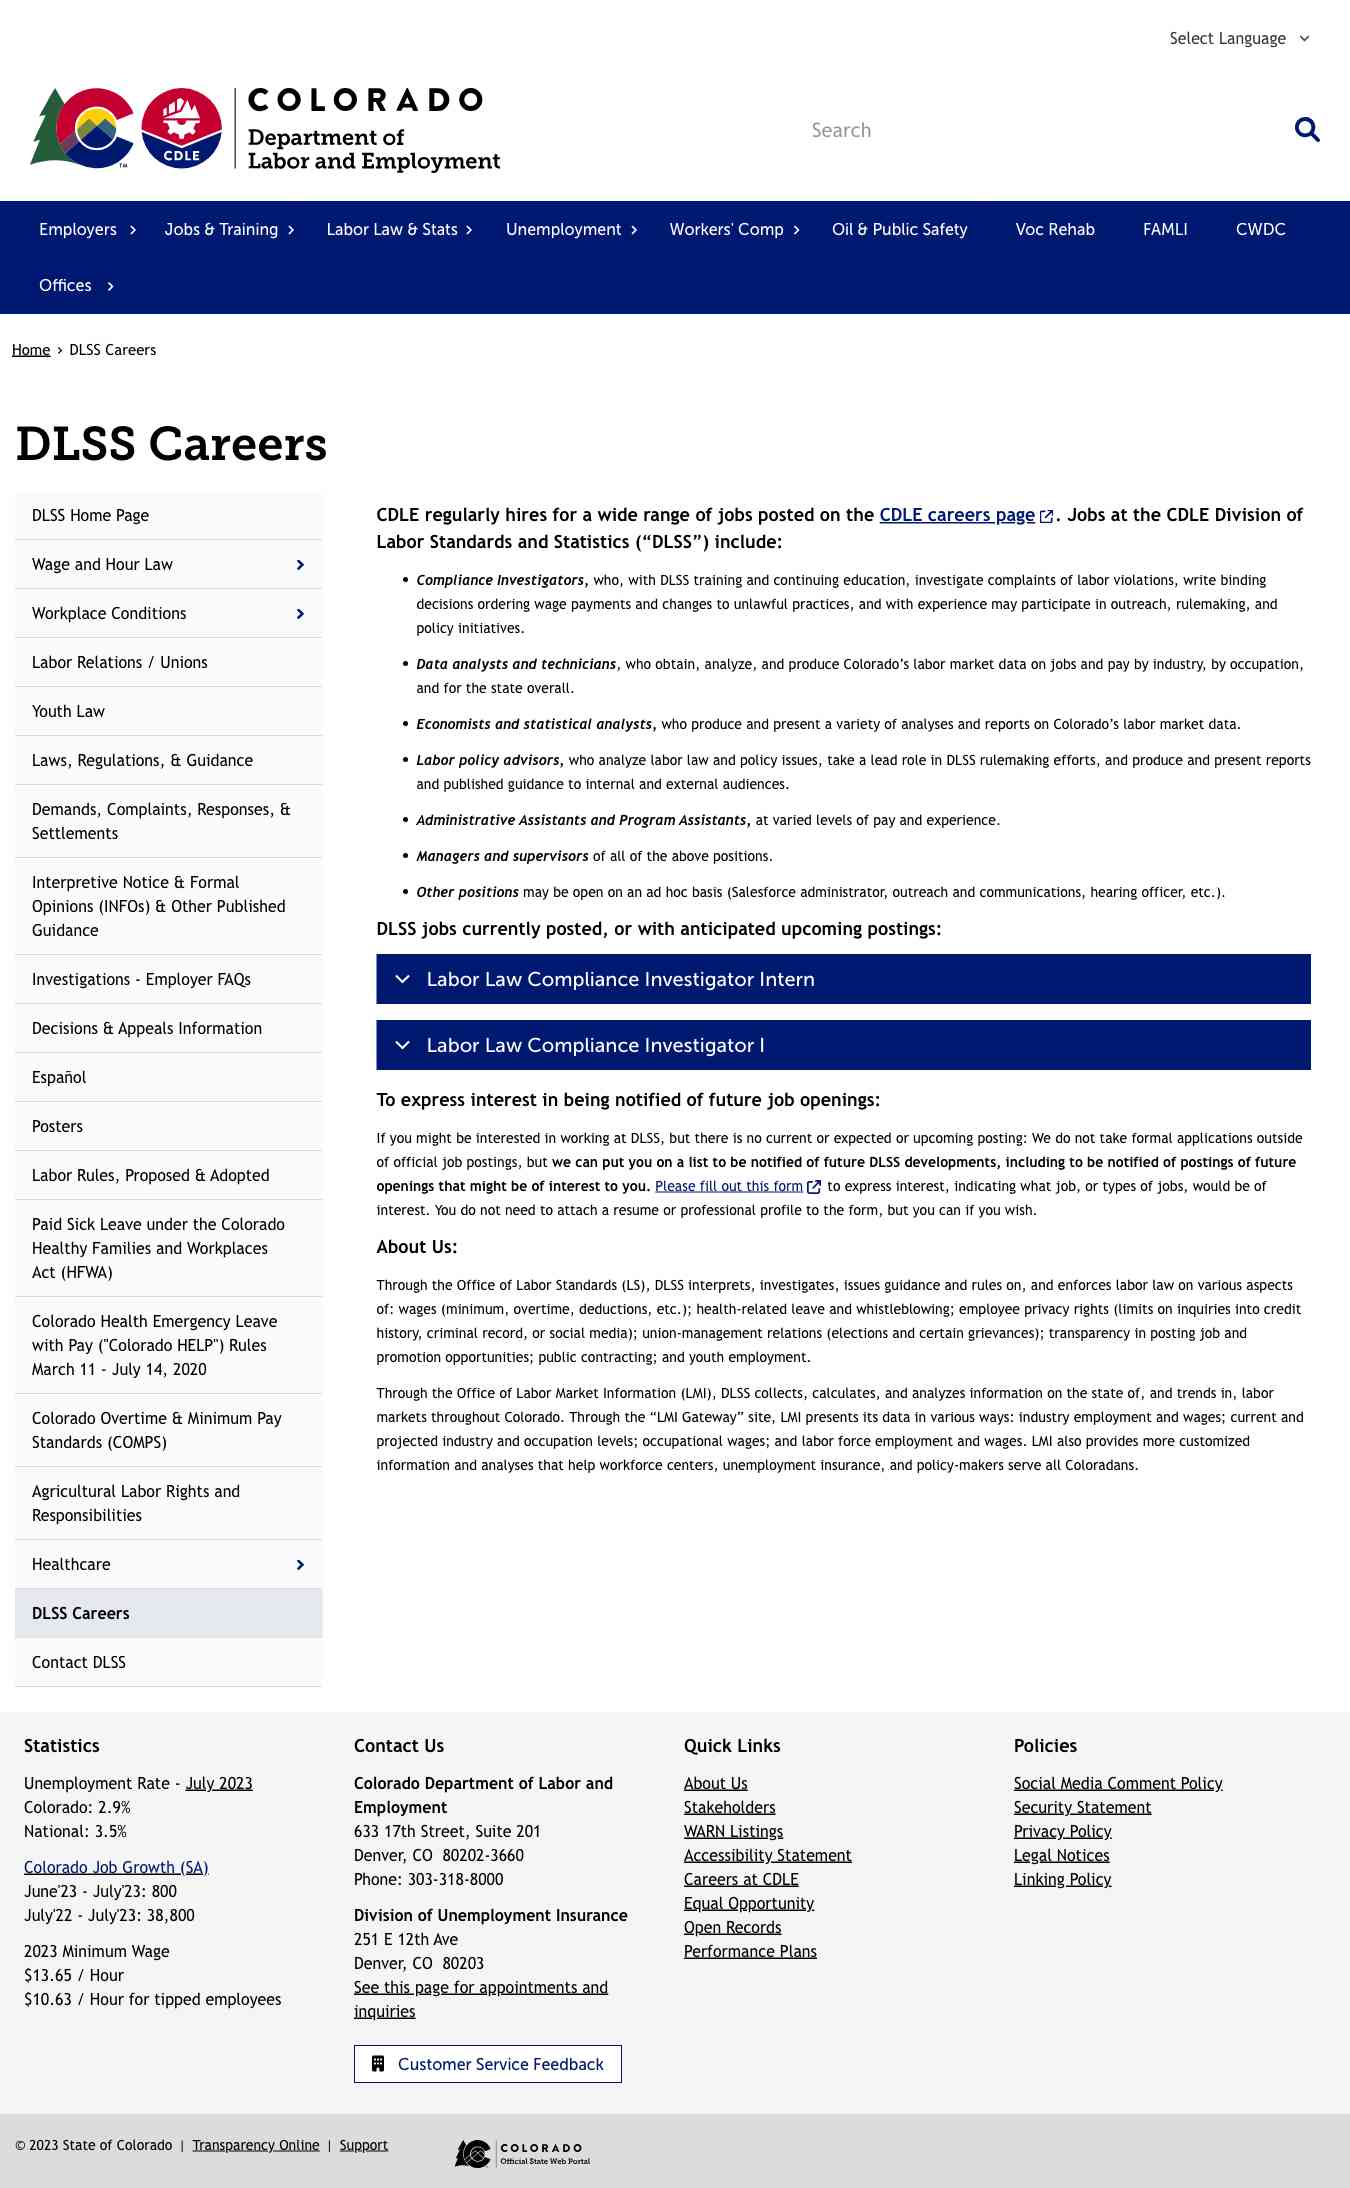 Select Language
COLORADO
Department of
Labor and Employment
CDLE
TM
Search
Employers
Jobs & Training
Labor Law & Stats
Unemployment
Workers' Comp
Oil & Public Safety
Voc Rehab
FAMLI
CWDC
Offices
Home › DLSS Careers
DLSS Careers
DLSS Home Page
Wage and Hour Law
Workplace Conditions
Labor Relations / Unions
Youth Law
Laws, Regulations, & Guidance
Demands, Complaints, Responses, &
Settlements
Interpretive Notice & Formal
Opinions (INFOs) & Other Published
Guidance
Investigations - Employer FAQs
Decisions & Appeals Information
Español
Posters
Labor Rules, Proposed & Adopted
Paid Sick Leave under the Colorado
Healthy Families and Workplaces
Act (HFWA)
Colorado Health Emergency Leave
with Pay ("Colorado HELP") Rules
March 11 - July 14, 2020
Colorado Overtime & Minimum Pay
Standards (COMPS)
Agricultural Labor Rights and
Responsibilities
Healthcare
DLSS Careers
Contact DLSS
CDLE regularly hires for a wide range of jobs posted on the CDLE careers page. Jobs at the CDLE Division of
Labor Standards and Statistics (“DLSS”) include:
• Compliance Investigators, who, with DLSS training and continuing education, investigate complaints of labor violations, write binding
decisions ordering wage payments and changes to unlawful practices, and with experience may participate in outreach, rulemaking, and
policy initiatives.
• Data analysts and technicians, who obtain, analyze, and produce Colorado’s labor market data on jobs and pay by industry, by occupation,
and for the state overall.
• Economists and statistical analysts, who produce and present a variety of analyses and reports on Colorado’s labor market data.
• Labor policy advisors, who analyze labor law and policy issues, take a lead role in DLSS rulemaking efforts, and produce and present reports
and published guidance to internal and external audiences.
• Administrative Assistants and Program Assistants, at varied levels of pay and experience.
• Managers and supervisors of all of the above positions.
• Other positions may be open on an ad hoc basis (Salesforce administrator, outreach and communications, hearing officer, etc.).
DLSS jobs currently posted, or with anticipated upcoming postings:
Labor Law Compliance Investigator Intern
Labor Law Compliance Investigator I
To express interest in being notified of future job openings:
If you might be interested in working at DLSS, but there is no current or expected or upcoming posting: We do not take formal applications outside
of official job postings, but we can put you on a list to be notified of future DLSS developments, including to be notified of postings of future
openings that might be of interest to you. Please fill out this form to express interest, indicating what job, or types of jobs, would be of
interest. You do not need to attach a resume or professional profile to the form, but you can if you wish.
About Us:
Through the Office of Labor Standards (LS), DLSS interprets, investigates, issues guidance and rules on, and enforces labor law on various aspects
of: wages (minimum, overtime, deductions, etc.); health-related leave and whistleblowing; employee privacy rights (limits on inquiries into credit
history, criminal record, or social media); union-management relations (elections and certain grievances); transparency in posting job and
promotion opportunities; public contracting; and youth employment.
Through the Office of Labor Market Information (LMI), DLSS collects, calculates, and analyzes information on the state of, and trends in, labor
markets throughout Colorado. Through the “LMI Gateway” site, LMI presents its data in various ways: industry employment and wages; current and
projected industry and occupation levels; occupational wages; and labor force employment and wages. LMI also provides more customized
information and analyses that help workforce centers, unemployment insurance, and policy-makers serve all Coloradans.
Statistics
Unemployment Rate - July 2023
Colorado: 2.9%
National: 3.5%
Colorado Job Growth (SA)
June'23 - July'23: 800
July'22 - July'23: 38,800
2023 Minimum Wage
$13.65 / Hour
$10.63 / Hour for tipped employees
Contact Us
Colorado Department of Labor and
Employment
633 17th Street, Suite 201
Denver, CO 80202-3660
Phone: 303-318-8000
Division of Unemployment Insurance
251 E 12th Ave
Denver, CO 80203
See this page for appointments and
inquiries
Customer Service Feedback
Quick Links
About Us
Stakeholders
WARN Listings
Accessibility Statement
Careers at CDLE
Equal Opportunity
Open Records
Performance Plans
Policies
Social Media Comment Policy
Security Statement
Privacy Policy
Legal Notices
Linking Policy
© 2023 State of Colorado | Transparency Online | Support
COLORADO
Official State Web Portal